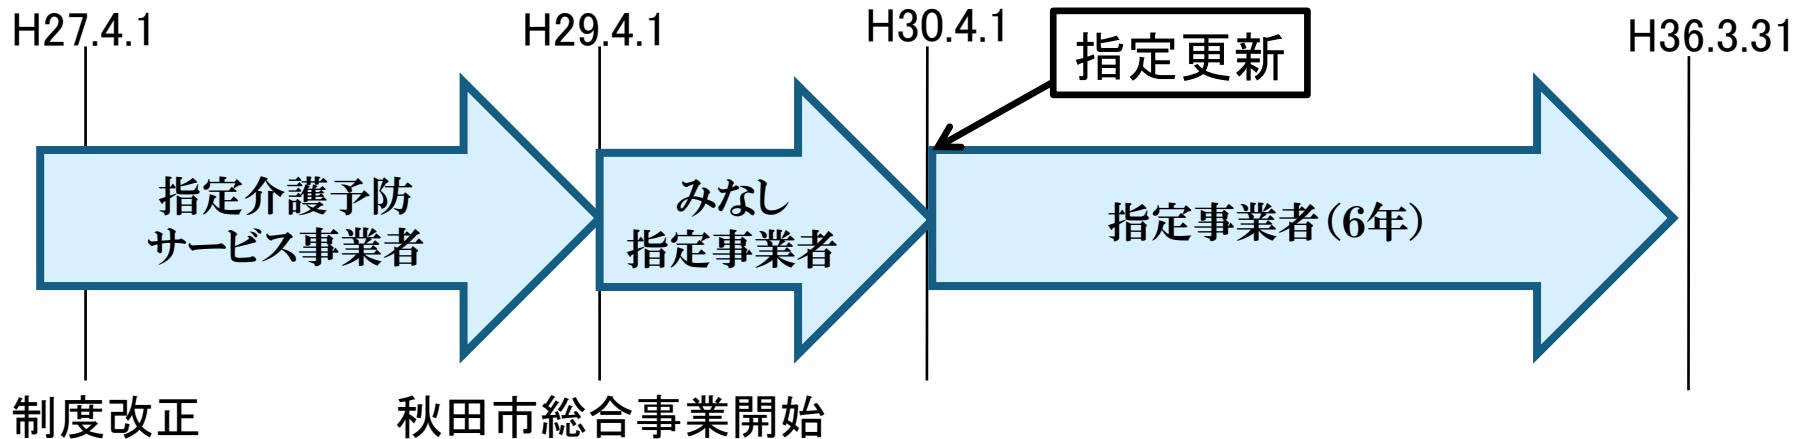 H27.4.1
H29.4.1
H30.4.1
H36.3.31
指定更新
指定介護予防
サービス事業者
みなし
指定事業者
指定事業者(6年)
制度改正
秋田市総合事業開始